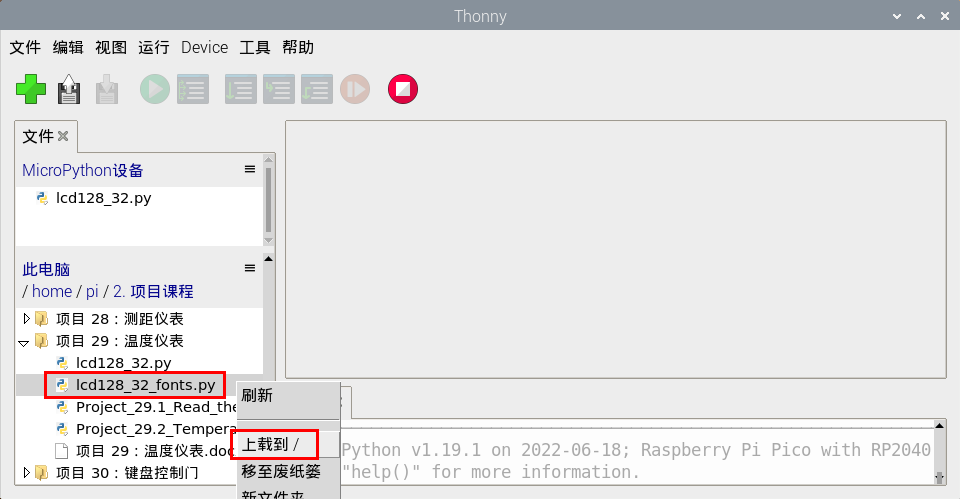 Thonny
文件 编辑 视图 运行 Device 工具 帮助
文件
MicroPython设备
lcd128_32.py
此电脑
/ home / pi / 2. 项目课程
项目 28：测距仪表
项目 29：温度仪表
lcd128_32.py
lcd128_32_fonts.py
Project_29.1_Read_the
Project_29.2_Tempera
项目 29：温度仪表.doc
项目 30：键盘控制门
刷新
上载到 /
移至废纸篓
新文件夹
Python v1.19.1 on 2022-06-18; Raspberry Pi Pico with RP2040
"help()" for more information.